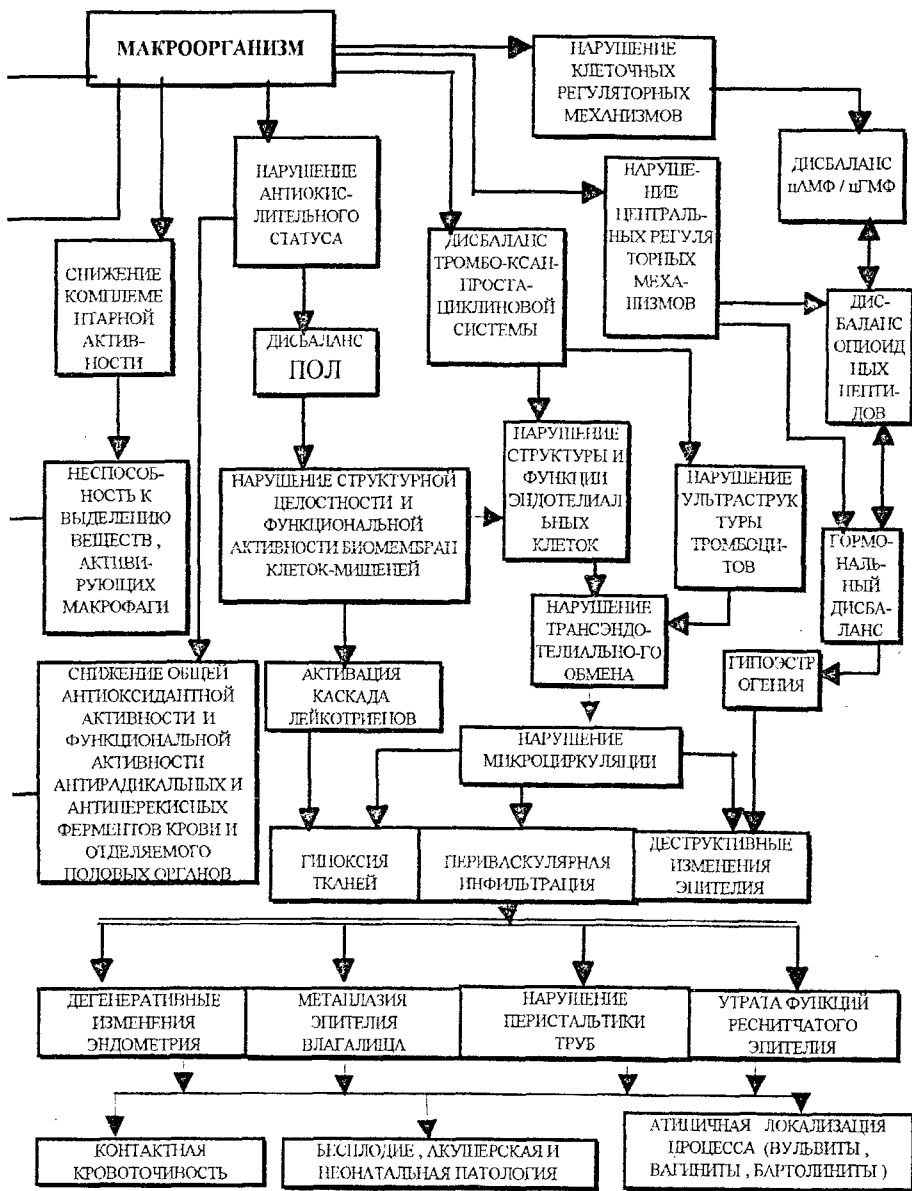 МАКРООРГАНИЗМ
НАРУШЕНИЕ
КЛЕТОЧНЫХ
РЕГУЛЯТОРНЫХ
МЕХАНИЗМОВ
ДИСБАЛАНС
цАМФ / цГМФ
НАРУШЕНИЕ
АНТИОКИС-
ЛИТЕЛЬНОГО
СТАТУСА
НАРУШЕ-
НИЕ
ЦЕНТРАЛЬ-
НЫХ РЕГУЛЯ
ТОРНЫХ
МЕХА-
НИЗМОВ
ДИСБАЛАНС
ТРОМБО-КСАН-
ПРОСТА-
ЦИКЛИНОВОЙ
СИСТЕМЫ
СНИЖЕНИЕ
КОМПЛЕМЕ
НТАРНОЙ
АКТИВ-
НОСТИ
ДИСБАЛАНС
ПОЛ
ДИС-
БАЛАНС
ОПИОИД
НЫХ
ПЕПТИ-
ДОВ
НЕСПОСОБ-
НОСТЬ К
ВЫДЕЛЕНИЮ
ВЕЩЕСТВ ,
АКТИВИ-
РУЮЩИХ
МАКРОФАГИ
НАРУШЕНИЕ СТРУКТУРНОЙ
ЦЕЛОСТНОСТИ И
ФУНКЦИОНАЛЬНОЙ
АКТИВНОСТИ БИОМЕМБРАН
КЛЕТОК-МИШЕНЕЙ
НАРУШЕНИЕ
СТРУКТУРЫ И
ФУНКЦИИ
ЭНДОТЕЛИА
ЛЬНЫХ
КЛЕТОК
НАРУШЕНИЕ
УЛЬТРАСТРУК
ТУРЫ
ТРОМБОЦИ-
ТОВ
ГОРМО-
НАЛЬНЫЙ
ДИСБА-
ЛАНС
НАРУШЕНИЕ
ТРАНСЭНДО-
ТЕЛИАЛЬНО-ГО
ОБМЕНА
ГИПОЭСТР
ОГЕНИЯ
СНИЖЕНИЕ ОБЩЕЙ
АНТИОКСИДАНТНОЙ
АКТИВНОСТИ И
ФУНКЦИОНАЛЬНОЙ
АКТИВНОСТИ
АНТИРАДИКАЛЬНЫХ И
АНТИПЕРЕКИСНЫХ
ФЕРМЕНТОВ КРОВИ И
ОТДЕЛЯЕМОГО
ПОЛОВЫХ ОРГАНОВ
АКТИВАЦИЯ
КАСКАДА
ЛЕЙКОТРИЕНОВ
НАРУШЕНИЕ
МИКРОЦИРКУЛЯЦИИ
ГИПОКСИЯ
ТКАНЕЙ
ПЕРИВАСКУЛЯРНАЯ
ИНФИЛЬТРАЦИЯ
ДЕСТРУКТИВНЫЕ
ИЗМЕНЕНИЯ
ЭПИТЕЛИЯ
ДЕГЕНЕРАТИВНЫЕ
ИЗМЕНЕНИЯ
ЭНДОМЕТРИЯ
МЕТАПЛАЗИЯ
ЭПИТЕЛИЯ
ВЛАГАЛИЩА
НАРУШЕНИЕ
ПЕРИСТАЛЬТИКИ
ТРУБ
УТРАТА ФУНКЦИЙ
РЕСНИТЧАТОГО
ЭПИТЕЛИЯ
КОНТАКТНАЯ
КРОВОТОЧИВОСТЬ
БЕСПЛОДИЕ , АКУШЕРСКАЯ И
НЕОНАТАЛЬНАЯ ПАТОЛОГИЯ
АТИПИЧНАЯ ЛОКАЛИЗАЦИЯ
ПРОЦЕССА (ВУЛЬВИТЫ ,
ВАГИНИТЫ , БАРТОЛИНИТЫ )